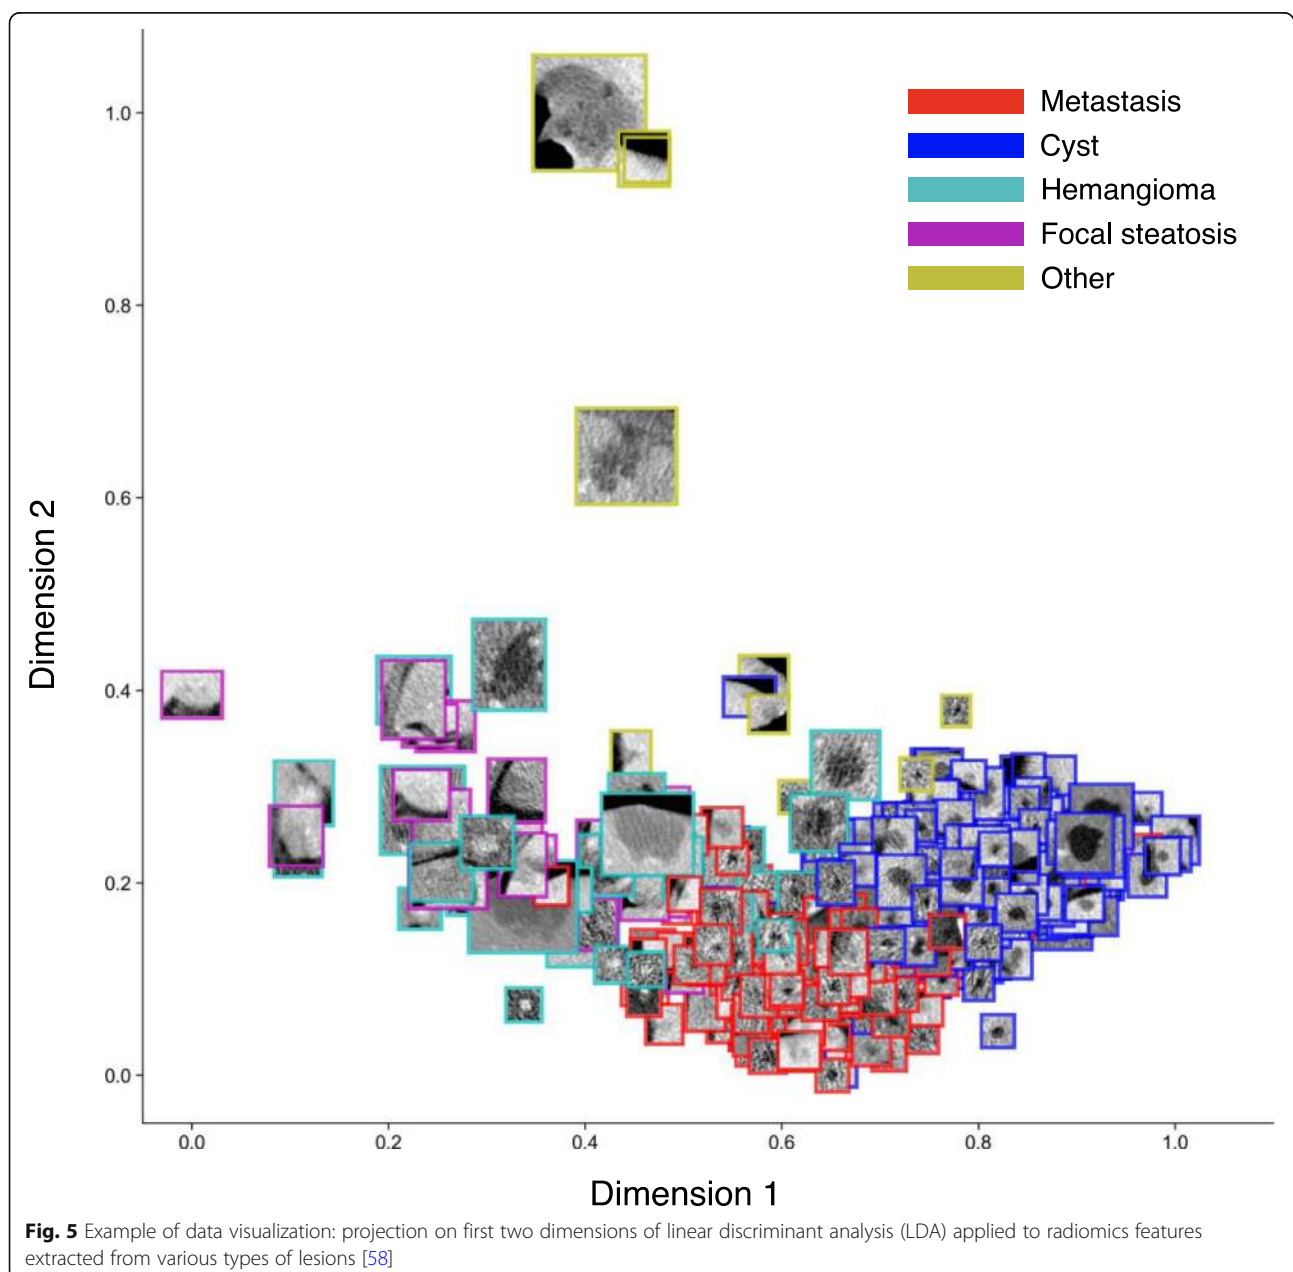 Metastasis
Cyst
Hemangioma
Focal steatosis
Other
1.0
0.8
0.6
0.4
0.2
0.0
Dimension 2
0.0 0.2 0.4 0.6 0.8 1.0
Dimension 1
Fig. 5 Example of data visualization: projection on first two dimensions of linear discriminant analysis (LDA) applied to radiomics features
extracted from various types of lesions [58]